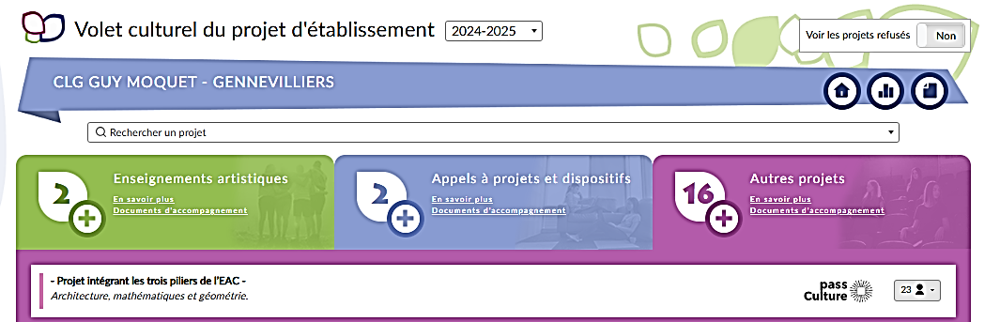 Volet culturel du projet d'établissement 2024-2025
Voir les projets refusés Non
CLG GUY MOQUET - GENNEVILLIERS
Rechercher un projet
2 Enseignements artistiques
En savoir plus
Documents d'accompagnement
2 Appels à projets et dispositifs
En savoir plus
Documents d'accompagnement
16 Autres projets
En savoir plus
Documents d'accompagnement
- Projet intégrant les trois piliers de l'EAC -
Architecture, mathématiques et géométrie.
pass
Culture
23